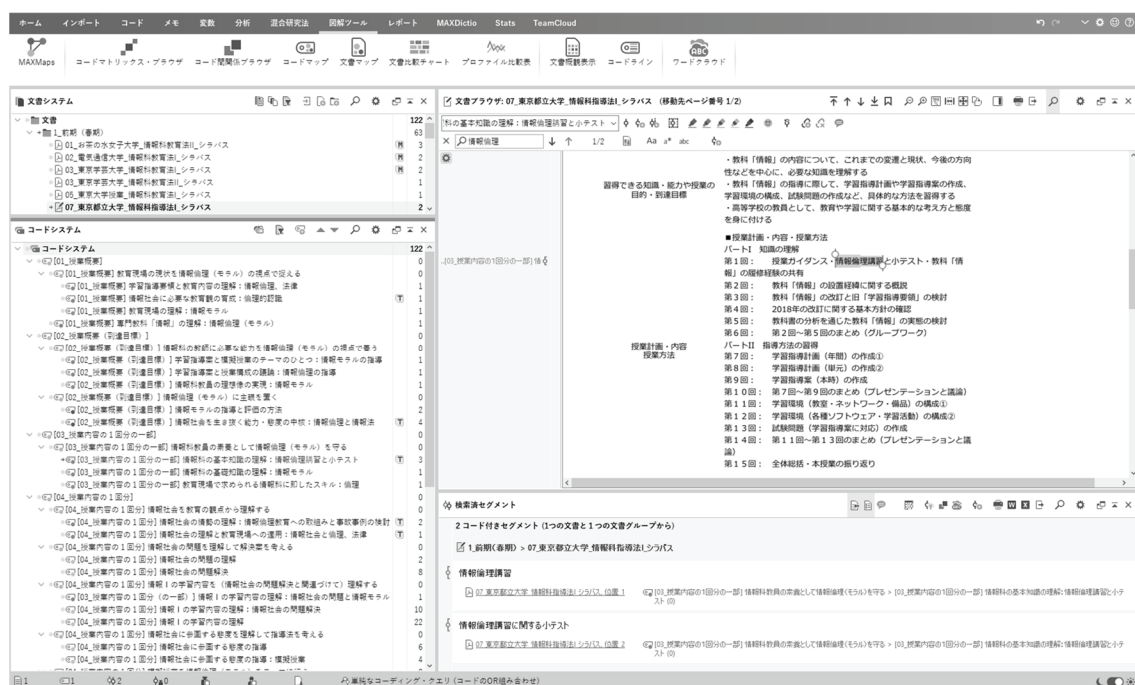 ホーム インポート コード メモ 変数 分析 混合研究法 図解ツール レポート MAXDictio Stats TeamCloud
MAXMaps コードマトリックス・ブラウザ コード間関係ブラウザ コードマップ 文書マップ 文書比較チャート プロファイル比較表 文書概観表示 コードライン ワードクラウド
文書システム
文書 122
1_前期（春期） 63
01_お茶の水女子大学_情報科教育法II_シラバス 3
02_電気通信大学_情報科教育法I_シラバス 2
03_東京学芸大学_情報科教育法I_シラバス 2
03_東京学芸大学_情報科教育法II_シラバス 1
05_東京大学授業_情報科教育法I_シラバス 1
07_東京都立大学_情報科指導法I_シラバス 2
コードシステム
コードシステム 122
[01_授業概要] 0
[01_授業概要] 教育現場の現状を情報倫理（モラル）の視点で捉える 0
[01_授業概要] 学習指導要領と教育内容の理解：情報倫理、法律 1
[01_授業概要] 情報社会に必要な教育観の育成：倫理的認識 1
[01_授業概要] 教育現場の理解：情報モラル 1
[01_授業概要] 専門教科「情報」の理解：情報倫理（モラル） 1
[02_授業概要（到達目標）] 0
[02_授業概要（到達目標）] 情報科の教師に必要な能力を情報倫理（モラル）の視点で養う 0
[02_授業概要（到達目標）] 学習指導案と模擬授業のテーマのひとつ：情報モラルの指導 1
[02_授業概要（到達目標）] 学習指導案と授業構成の議論：情報倫理の指導 1
[02_授業概要（到達目標）] 情報科教員の理想像の実現：情報モラル 1
[02_授業概要（到達目標）] 情報倫理（モラル）に主眼を置く 0
[02_授業概要（到達目標）] 情報モラルの指導と評価の方法 2
[02_授業概要（到達目標）] 情報社会を生き抜く能力・態度の中核：情報倫理と情報法 4
[03_授業内容の１回分の一部] 0
[03_授業内容の１回分の一部] 情報科教員の素養として情報倫理（モラル）を守る 0
[03_授業内容の１回分の一部] 情報科の基本知識の理解：情報倫理講習と小テスト 3
[03_授業内容の１回分の一部] 情報科の基礎知識の理解：情報モラル 1
[03_授業内容の１回分の一部] 教育現場で求められる情報科に即したスキル：倫理 1
[04_授業内容の１回分] 0
[04_授業内容の１回分] 情報社会を教育の観点から理解する 0
[04_授業内容の１回分] 情報社会の情勢の理解：情報倫理教育への取組みと事故事例の検討 2
[04_授業内容の１回分] 情報社会の理解と教育現場への適用：情報社会と倫理、法律 1
[04_授業内容の１回分] 情報社会の問題を理解して解決案を考える 0
[04_授業内容の１回分] 情報社会の問題の理解 2
[04_授業内容の１回分] 情報社会の問題解決 8
[04_授業内容の１回分] 情報Ⅰの学習内容を（情報社会の問題解決と関連づけて）理解する 0
[03_授業内容の１回分（の一部）] 情報Ⅰの学習内容の理解：情報社会の問題と情報モラル 1
[04_授業内容の１回分] 情報Ⅰの学習内容の理解：情報社会の問題解決 10
[04_授業内容の１回分] 情報Ⅰの学習内容の理解 22
[04_授業内容の１回分] 情報社会に参画する態度を理解して指導法を考える 0
[04_授業内容の１回分] 情報社会に参画する態度の指導 6
[04_授業内容の１回分] 情報社会に参画する態度の指導：模擬授業 4
文書ブラウザ: 07_東京都立大学_情報科指導法I_シラバス （移動先ページ番号 1/2）
科の基本知識の理解：情報倫理講習と小テスト
情報倫理 1/2 Aa a* abc
..[03_授業内容の1回分の一部] 情
習得できる知識・能力や授業の
目的・到達目標
・教科「情報」の内容について、これまでの変遷と現状、今後の方向
性などを中心に、必要な知識を理解する
・教科「情報」の指導に際して、学習指導計画や学習指導案の作成、
学習環境の構成、試験問題の作成など、具体的な方法を習得する
・高等学校の教員として、教育や学習に関する基本的な考え方と態度
を身に付ける
授業計画・内容
授業方法
■授業計画・内容・授業方法
パートI 知識の理解
第１回： 授業ガイダンス・情報倫理講習と小テスト・教科「情
報」の履修経験の共有
第２回： 教科「情報」の設置経緯に関する概説
第３回： 教科「情報」の改訂と旧「学習指導要領」の検討
第４回： 2018年の改訂に関する基本方針の確認
第５回： 教科書の分析を通じた教科「情報」の実態の検討
第６回： 第２～第５回のまとめ（グループワーク）
パートII 指導方法の習得
第７回： 学習指導計画（年間）の作成①
第８回： 学習指導計画（単元）の作成②
第９回： 学習指導案（本時）の作成
第１０回： 第７回～第９回のまとめ（プレゼンテーションと議論）
第１１回： 学習環境（教室・ネットワーク・備品）の構成①
第１２回： 学習環境（各種ソフトウェア・学習活動）の構成②
第１３回： 試験問題（学習指導案に対応）の作成
第１４回： 第１１回～第１３回のまとめ（プレゼンテーションと議
論）
第１５回： 全体総括・本授業の振り返り
検索済セグメント
2 コード付きセグメント (1つの文書と１つの文書グループから)
1_前期(春期) > 07_東京都立大学_情報科指導法I_シラバス
情報倫理講習
07_東京都立大学_情報科指導法I_シラバス, 位置 1 [03_授業内容の1回分の一部] 情報科教員の素養として情報倫理(モラル)を守る > [03_授業内容の1回分の一部] 情報科の基本知識の理解:情報倫理講習と小テ
スト (0)
情報倫理講習に関する小テスト
07_東京都立大学_情報科指導法I_シラバス, 位置 2 [03_授業内容の1回分の一部] 情報科教員の素養として情報倫理(モラル)を守る > [03_授業内容の1回分の一部] 情報科の基本知識の理解:情報倫理講習と小テ
スト (0)
1 1 2 0 単純なコーディング・クエリ (コードのOR組み合わせ)